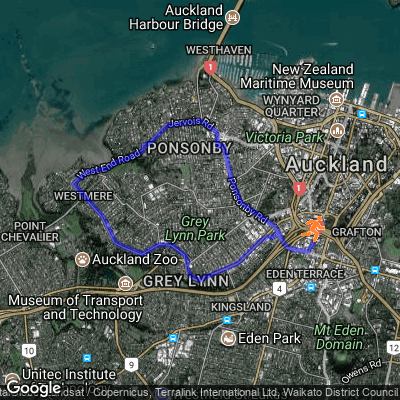 Auckland
Harbour Bridge
WESTHAVEN
1
New Zealand
Maritime Museum
WYNYARD
QUARTER
Jervois Rd
Victoria Park
PONSONBY
Auckland
West End Road
1
Ponsonby Rd
WESTMERE
Grey
Lynn Park
POINT
CHEVALIER
GRAFTON
Auckland Zoo
EDEN TERRACE
GREY LYNN
4
Museum of Transport
and Technology
KINGSLAND
Eden Park
Mt Eden
Domain
10
9
Owens Rd
Unitec Institute
12
Google
Landsat / Copernicus, Terralink International Ltd, Waikato District Council